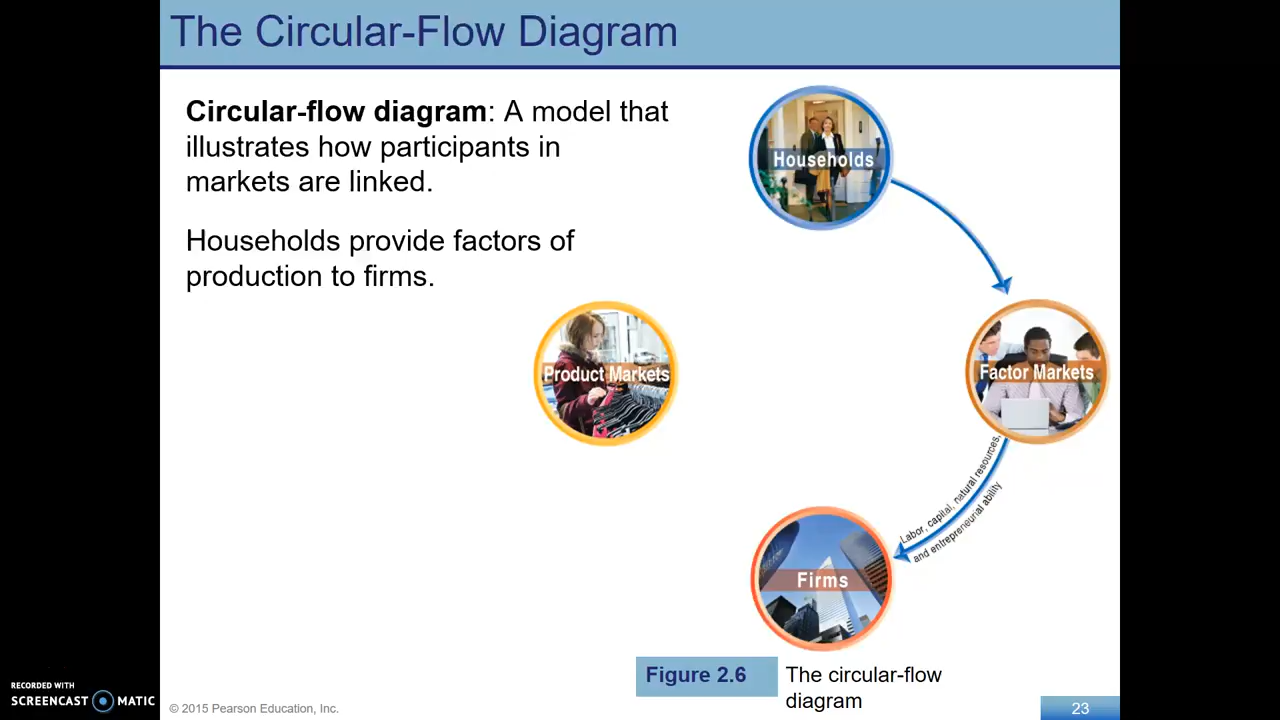 The Circular-Flow Diagram
Circular-flow diagram: A model that
illustrates how participants in
markets are linked.
Households provide factors of
production to firms.
Households
Product Markets
Factor Markets
Labor, capital, natural resources,
and entrepreneurial ability
Firms
Figure 2.6
The circular-flow
diagram
RECORDED WITH
SCREENCAST MATIC
© 2015 Pearson Education, Inc.
23